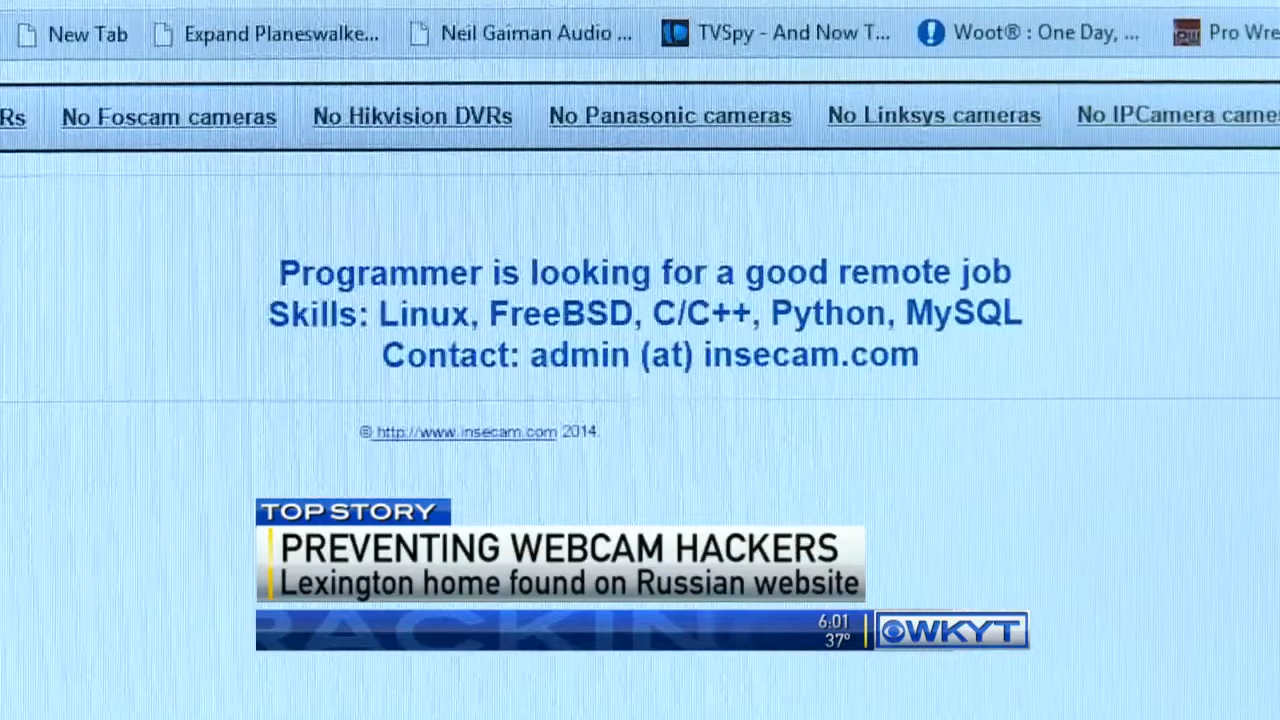 New Tab Expand Planeswalke... Neil Gaiman Audio ... TVSpy - And Now T... Woot® : One Day, ... Pro Wre
Rs No Foscam cameras No Hikvision DVRs No Panasonic cameras No Linksys cameras No IPCamera came
Programmer is looking for a good remote job
Skills: Linux, FreeBSD, C/C++, Python, MySQL
Contact: admin (at) insecam.com
© http://www.insecam.com 2014.
TOP STORY
PREVENTING WEBCAM HACKERS
Lexington home found on Russian website
RACKIN
6:01
37°
WKYT